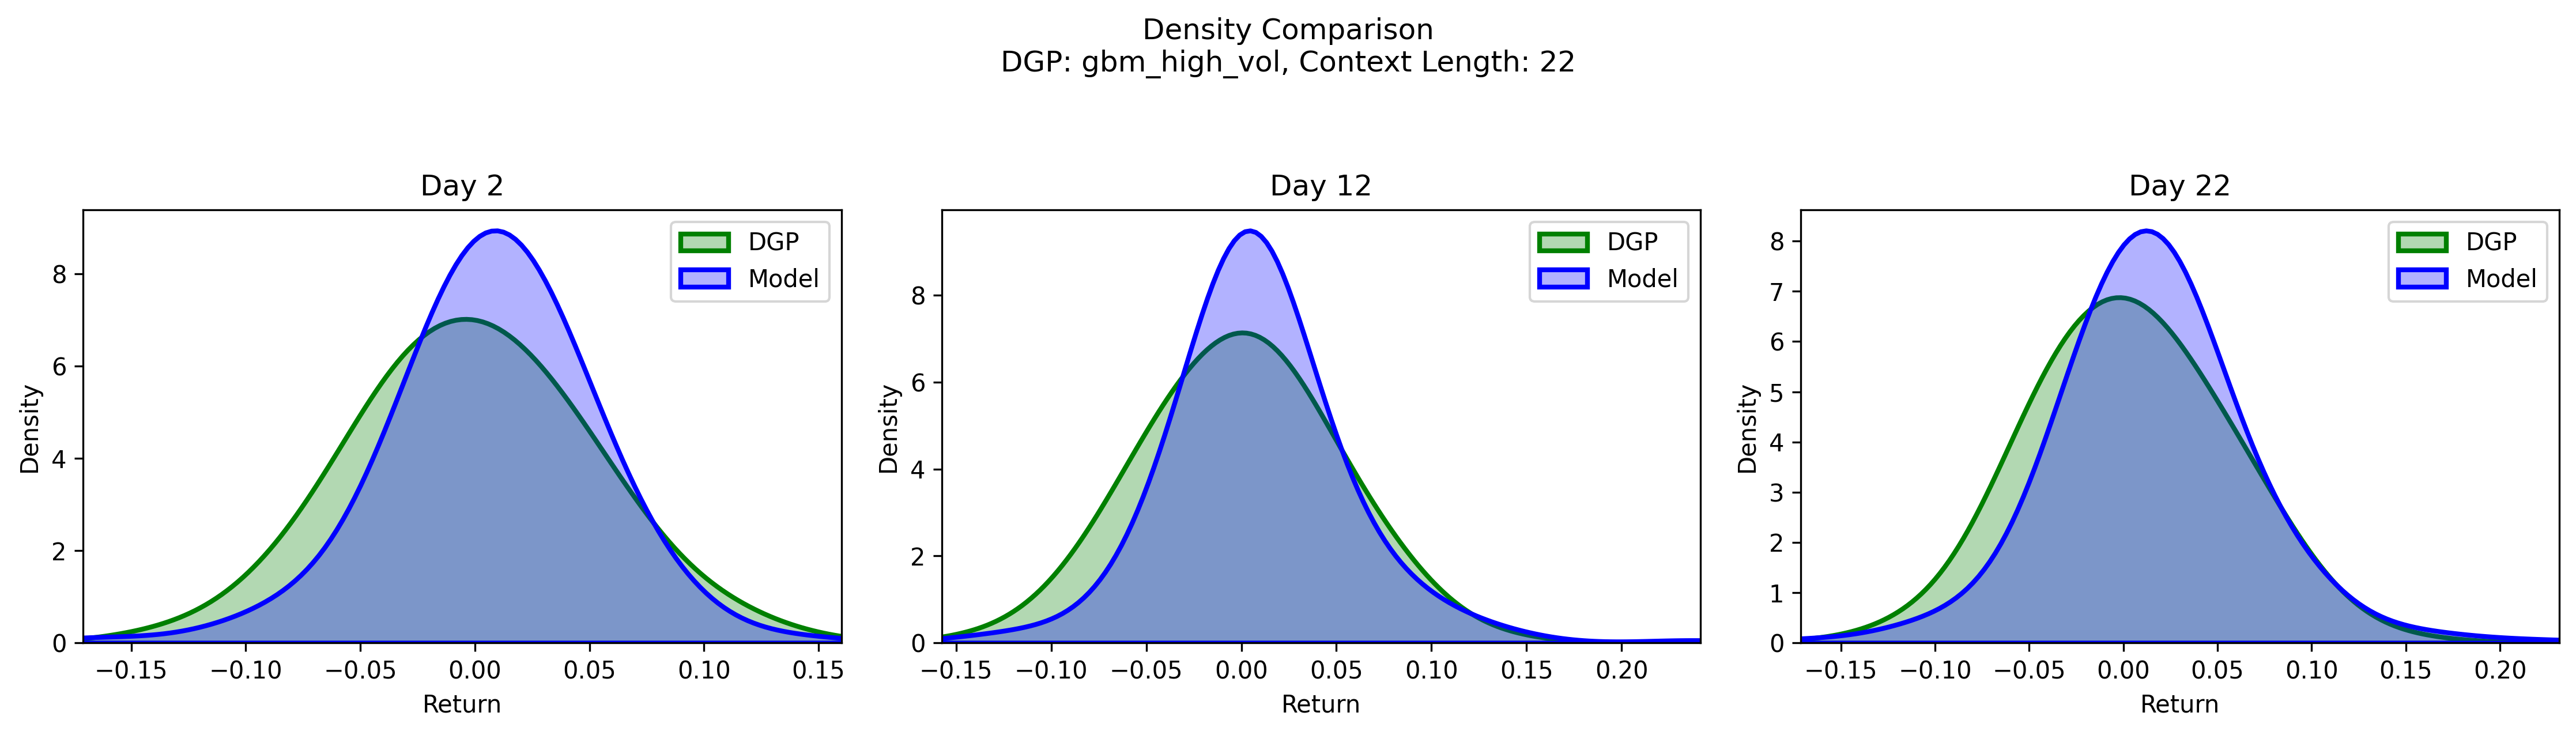 Density Comparison
DGP: gbm_high_vol, Context Length: 22
Day 2
DGP
Model
Density
8
6
4
2
0
−0.15 −0.10 −0.05 0.00 0.05 0.10 0.15
Return
Day 12
DGP
Model
Density
8
6
4
2
0
−0.15 −0.10 −0.05 0.00 0.05 0.10 0.15 0.20
Return
Day 22
DGP
Model
Density
8
7
6
5
4
3
2
1
0
−0.15 −0.10 −0.05 0.00 0.05 0.10 0.15 0.20
Return